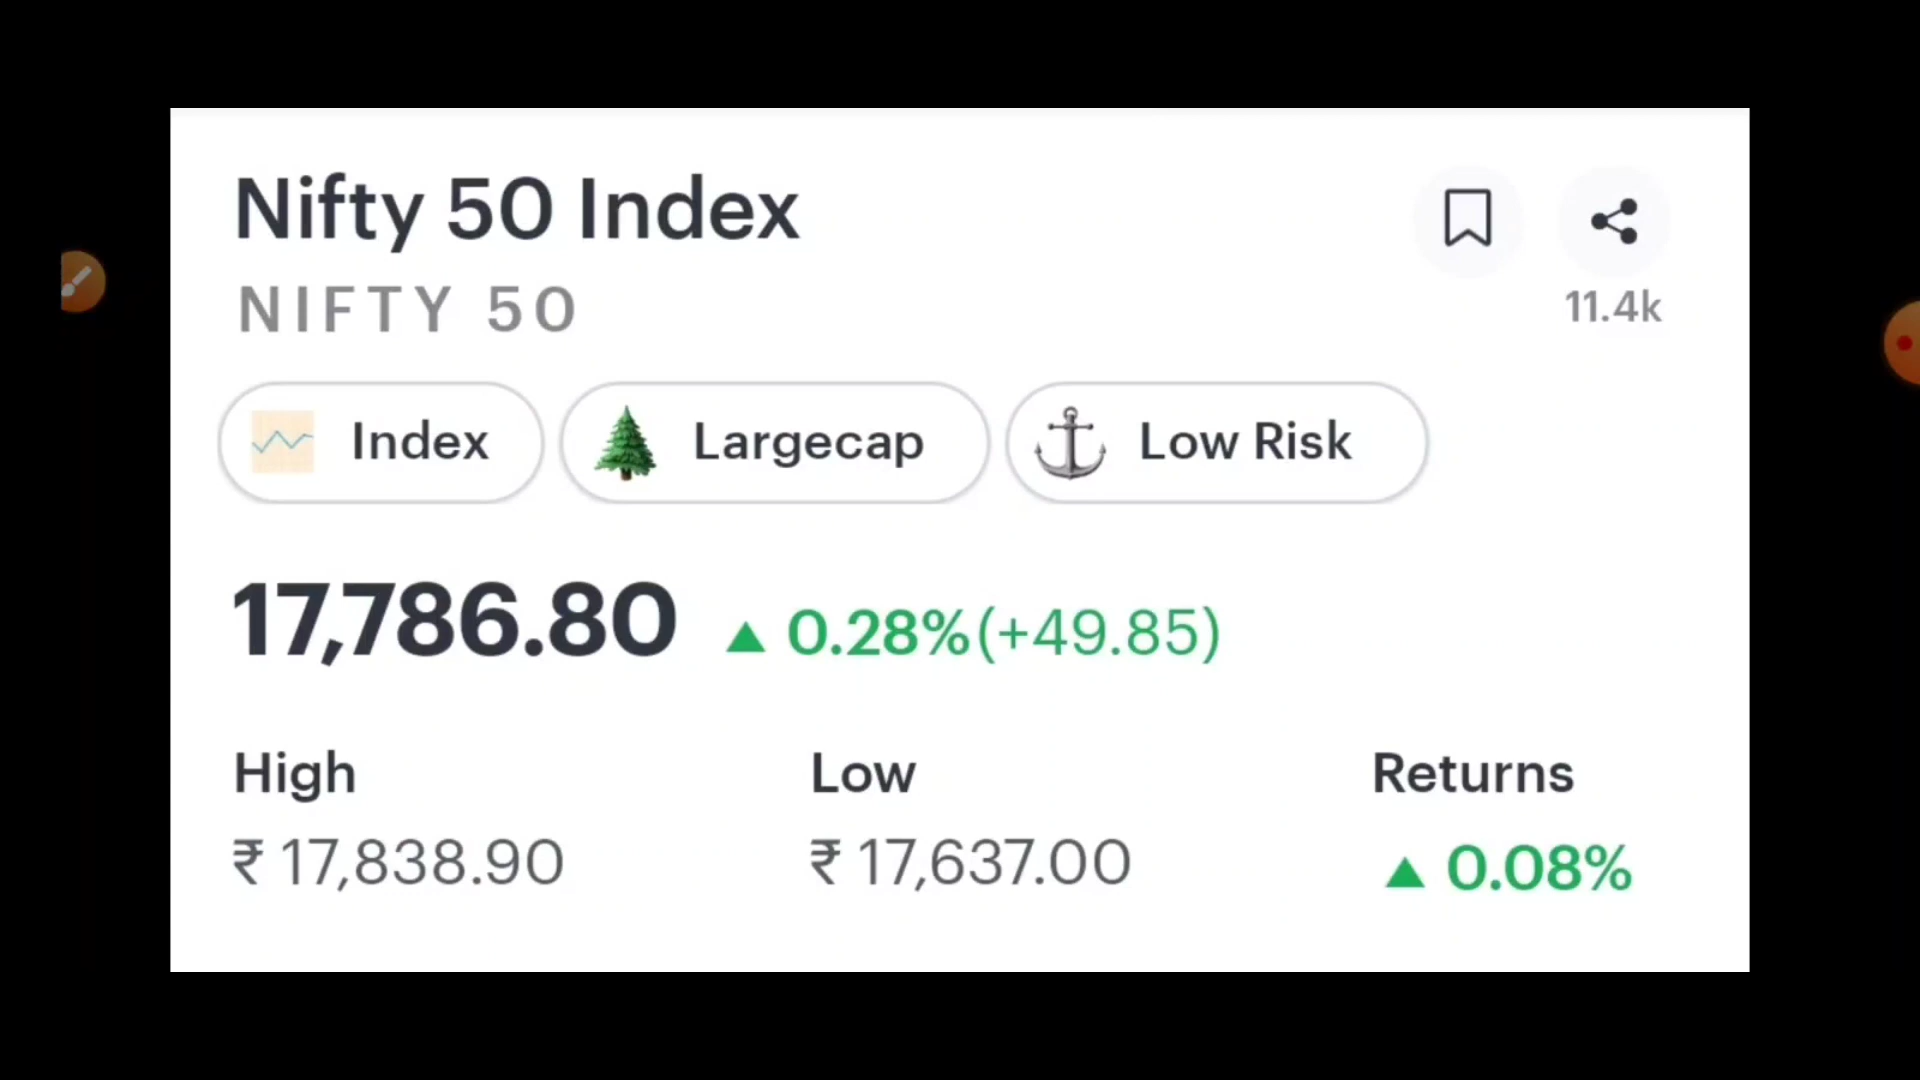 Nifty 50 Index
NIFTY 50
11.4k
Index Largecap Low Risk
17,786.80 ▲ 0.28%(+49.85)
High Low Returns
₹ 17,838.90 ₹ 17,637.00 ▲ 0.08%